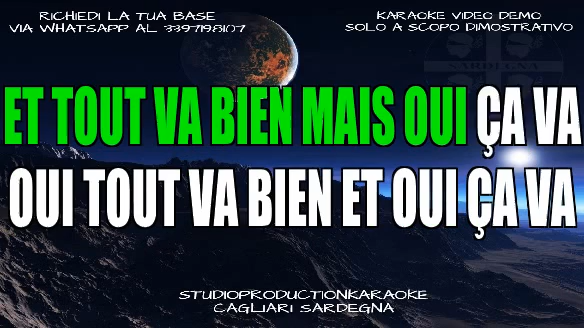 RICHIEDI LA TUA BASE
VIA WHATSAPP AL 3397198107
KARAOKE VIDEO DEMO
SOLO A SCOPO DIMOSTRATIVO
SARDEGNA
ET TOUT VA BIEN MAIS OUI ÇA VA
OUI TOUT VA BIEN ET OUI ÇA VA
STUDIOPRODUCTIONKARAOKE
CAGLIARI SARDEGNA